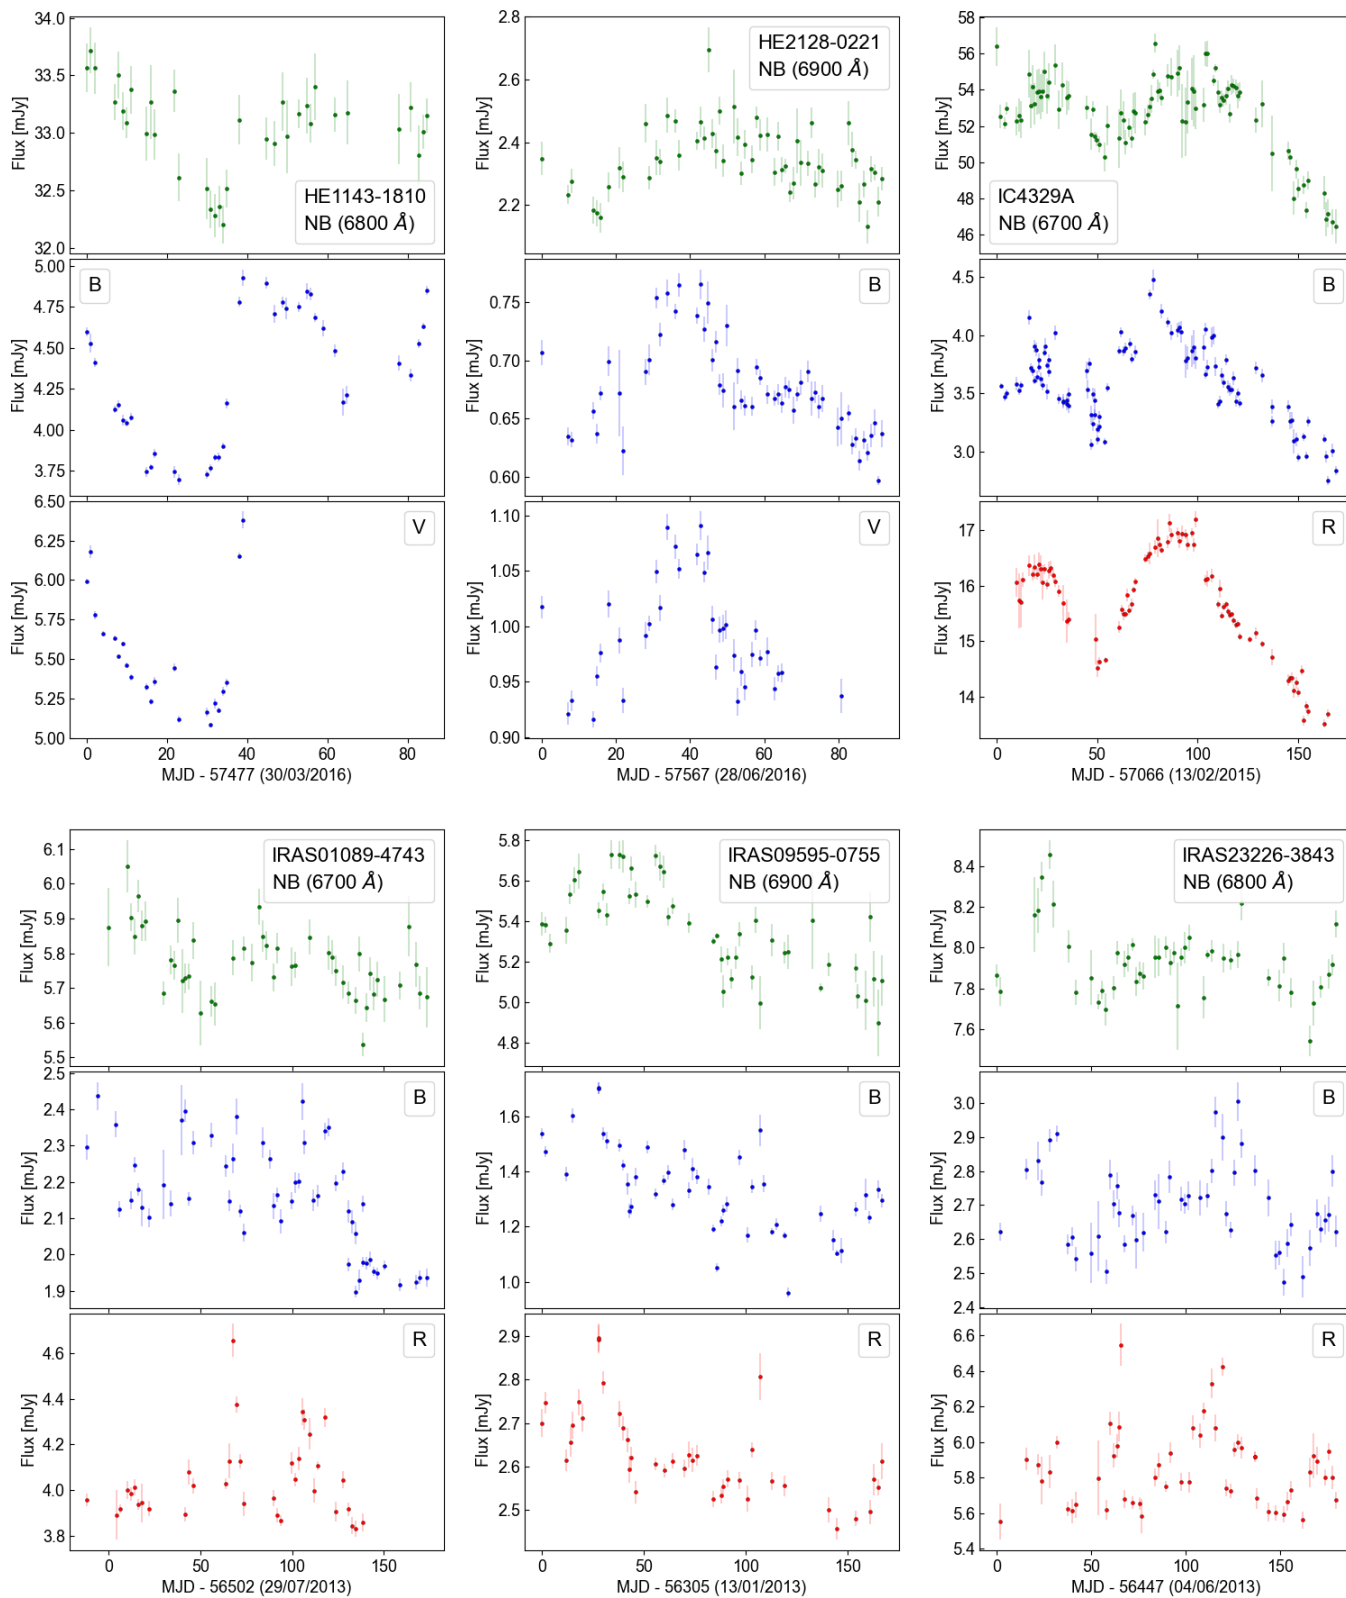 34.0
33.5
33.0
32.5
32.0
Flux [mJy]
HE1143-1810
NB (6800 Å)
5.00
4.75
4.50
4.25
4.00
3.75
Flux [mJy]
B
6.50
6.25
6.00
5.75
5.50
5.25
5.00
Flux [mJy]
V
0 20 40 60 80
MJD - 57477 (30/03/2016)
2.8
2.6
2.4
2.2
Flux [mJy]
HE2128-0221
NB (6900 Å)
0.75
0.70
0.65
0.60
Flux [mJy]
B
1.10
1.05
1.00
0.95
0.90
Flux [mJy]
V
0 20 40 60 80
MJD - 57567 (28/06/2016)
58
56
54
52
50
48
46
Flux [mJy]
IC4329A
NB (6700 Å)
4.5
4.0
3.5
3.0
Flux [mJy]
B
17
16
15
14
Flux [mJy]
R
0 50 100 150
MJD - 57066 (13/02/2015)
6.1
6.0
5.9
5.8
5.7
5.6
5.5
Flux [mJy]
IRAS01089-4743
NB (6700 Å)
2.5
2.4
2.3
2.2
2.1
2.0
1.9
Flux [mJy]
B
4.6
4.4
4.2
4.0
3.8
Flux [mJy]
R
0 50 100 150
MJD - 56502 (29/07/2013)
5.8
5.6
5.4
5.2
5.0
4.8
Flux [mJy]
IRAS09595-0755
NB (6900 Å)
1.6
1.4
1.2
1.0
Flux [mJy]
B
2.9
2.8
2.7
2.6
2.5
Flux [mJy]
R
0 50 100 150
MJD - 56305 (13/01/2013)
8.4
8.2
8.0
7.8
7.6
Flux [mJy]
IRAS23226-3843
NB (6800 Å)
3.0
2.9
2.8
2.7
2.6
2.5
2.4
Flux [mJy]
B
6.6
6.4
6.2
6.0
5.8
5.6
5.4
Flux [mJy]
R
0 50 100 150
MJD - 56447 (04/06/2013)